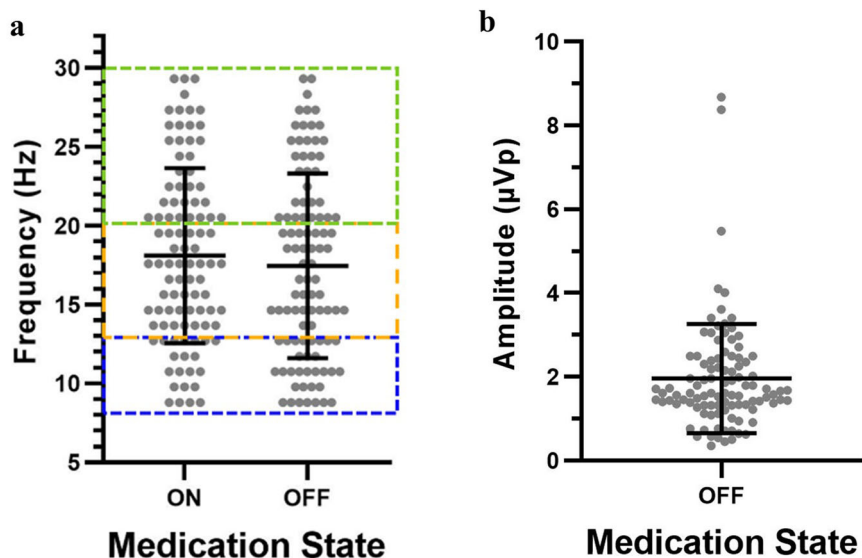 a
Frequency (Hz)
30
25
20
15
10
5
ON OFF
Medication State
b
Amplitude (µVp)
10
8
6
4
2
0
OFF
Medication State